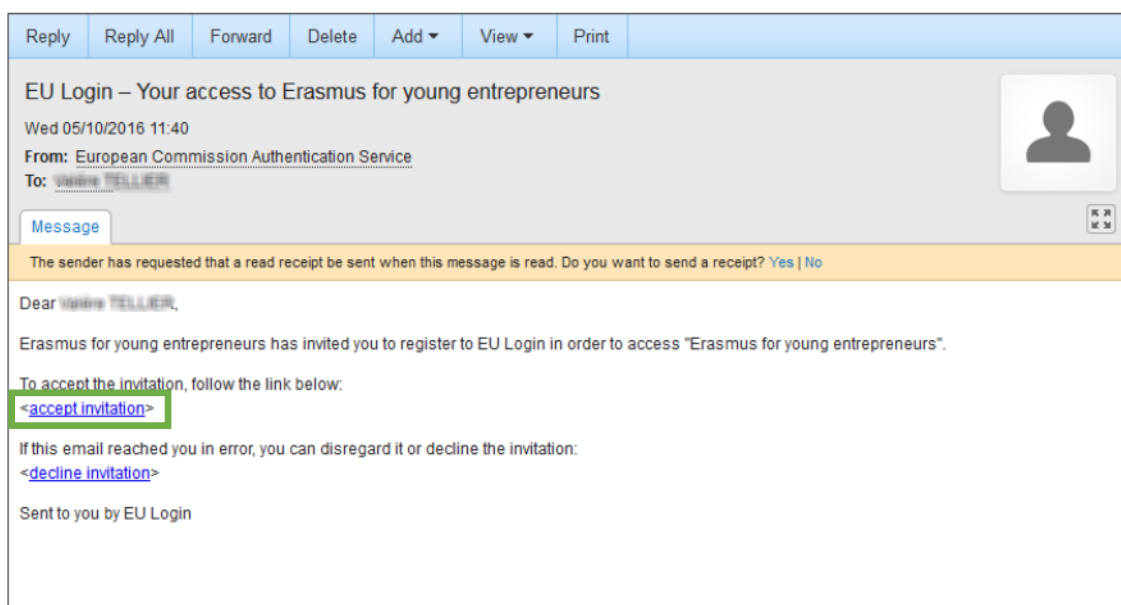 Reply Reply All Forward Delete Add View Print
EU Login – Your access to Erasmus for young entrepreneurs
Wed 05/10/2016 11:40
From: European Commission Authentication Service
To: TELLIER
Message
The sender has requested that a read receipt be sent when this message is read. Do you want to send a receipt? Yes | No
Dear TELLIER,
Erasmus for young entrepreneurs has invited you to register to EU Login in order to access "Erasmus for young entrepreneurs".
To accept the invitation, follow the link below:
<accept invitation>
If this email reached you in error, you can disregard it or decline the invitation:
<decline invitation>
Sent to you by EU Login